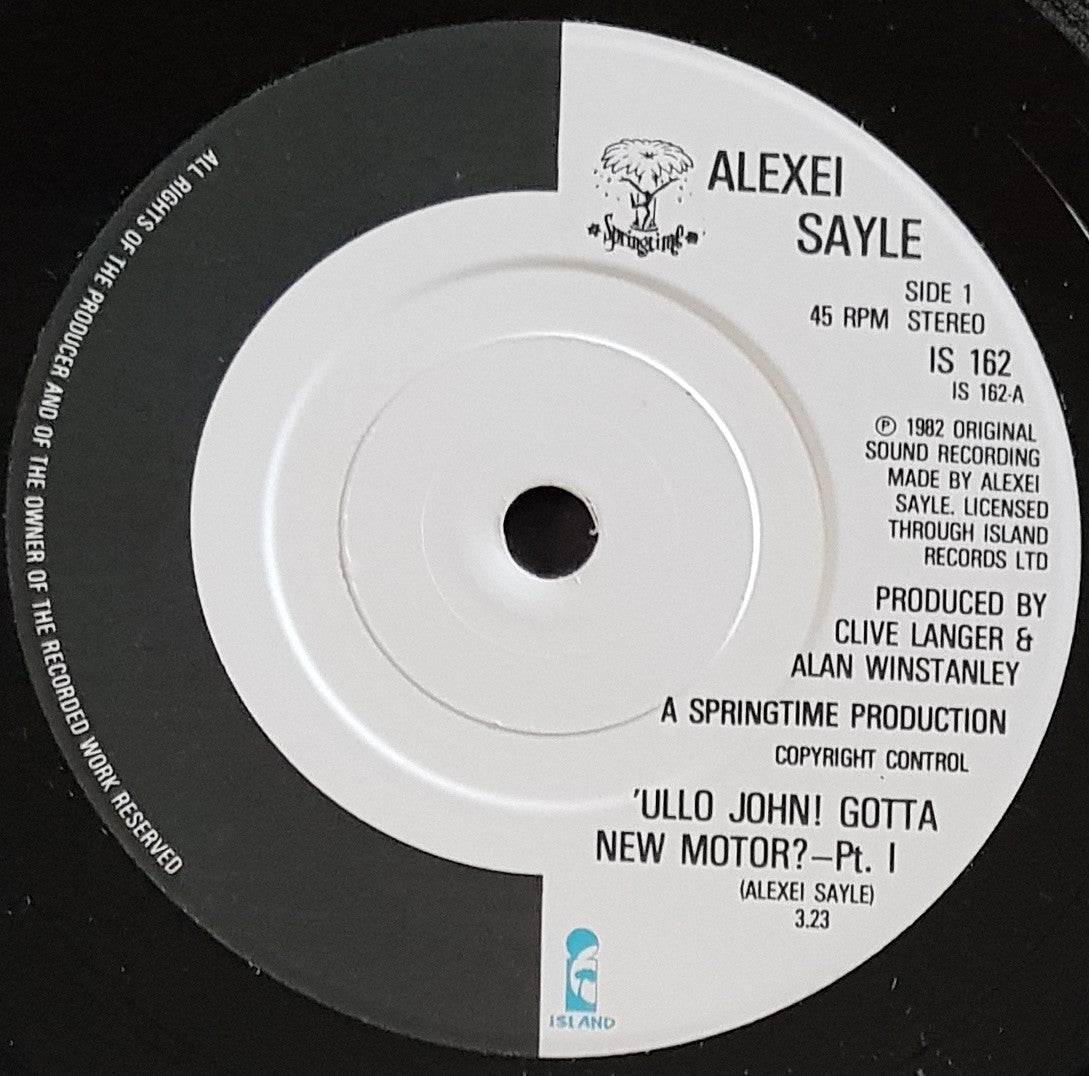 ALEXEI
SAYLE
Springtime
SIDE 1
45 RPM STEREO
IS 162
IS 162-A
℗ 1982 ORIGINAL
SOUND RECORDING
MADE BY ALEXEI
SAYLE. LICENSED
THROUGH ISLAND
RECORDS LTD
PRODUCED BY
CLIVE LANGER &
ALAN WINSTANLEY
A SPRINGTIME PRODUCTION
COPYRIGHT CONTROL
'ULLO JOHN! GOTTA
NEW MOTOR?–Pt. I
(ALEXEI SAYLE)
3.23
ISLAND
ALL RIGHTS OF THE PRODUCER AND OF THE OWNER OF THE RECORDED WORK RESERVED